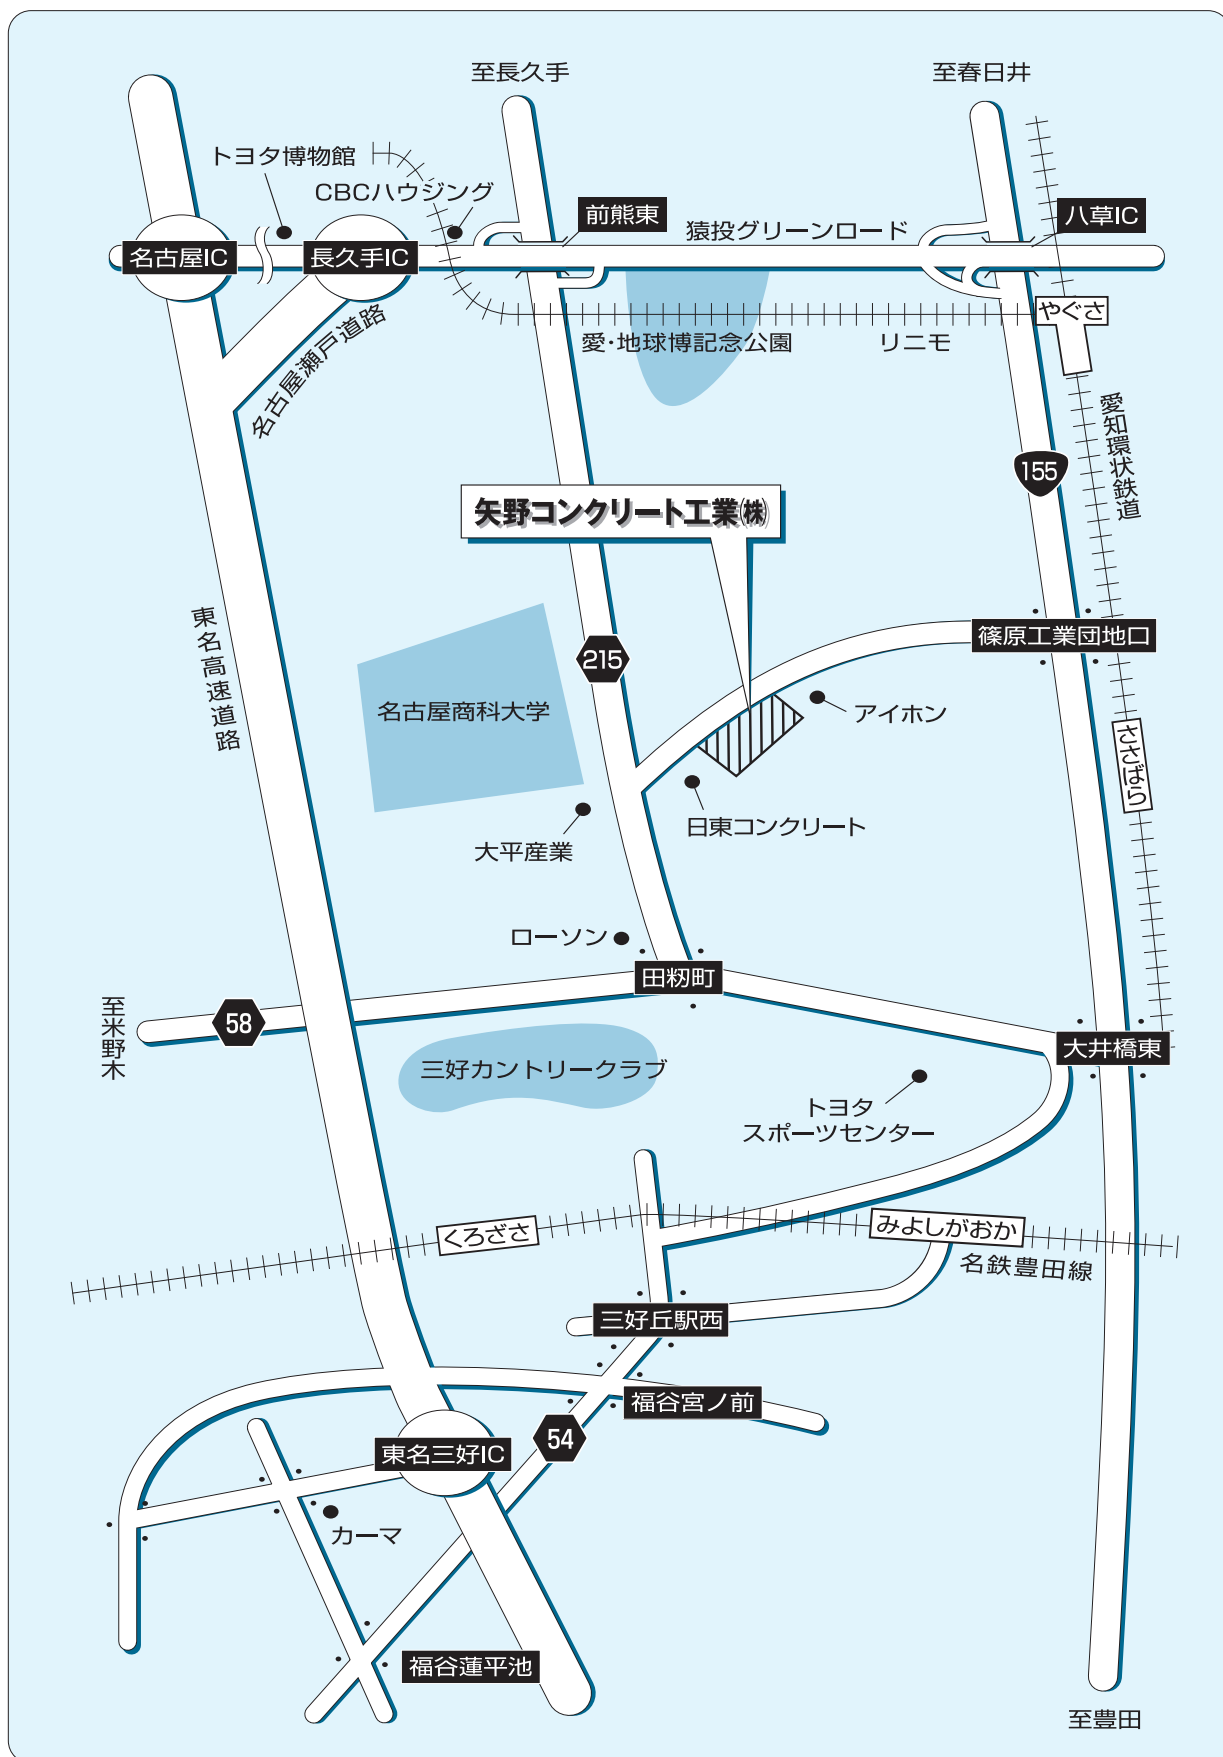 至長久手
至春日井
トヨタ博物館
CBCハウジング
前熊東
猿投グリーンロード
八草IC
名古屋IC
長久手IC
やぐさ
名古屋瀬戸道路
愛・地球博記念公園
リニモ
愛知環状鉄道
155
矢野コンクリート工業㈱
東名高速道路
215
篠原工業団地口
名古屋商科大学
アイホン
ささばら
日東コンクリート
大平産業
ローソン
田籾町
至米野木
58
大井橋東
三好カントリークラブ
トヨタ
スポーツセンター
くろざさ
みよしがおか
名鉄豊田線
三好丘駅西
福谷宮ノ前
54
東名三好IC
カーマ
福谷蓮平池
至豊田